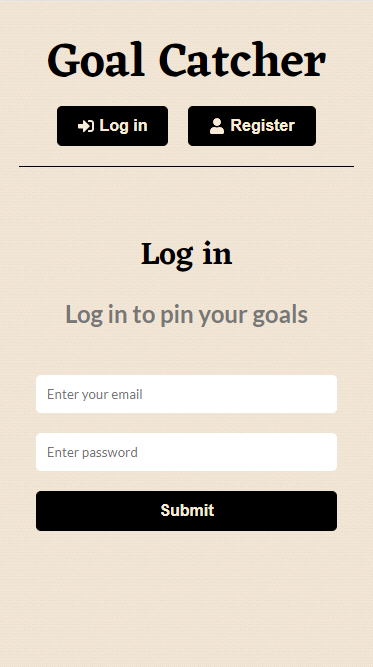 Goal Catcher
Log in
Register
Log in
Log in to pin your goals
Enter your email
Enter password
Submit